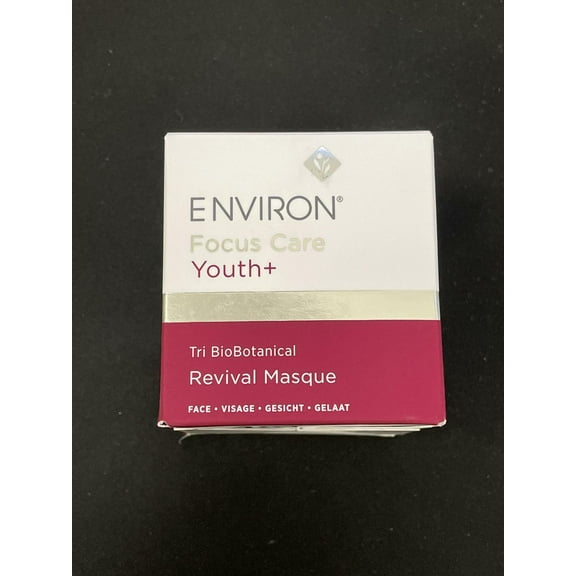 ENVIRON®
Focus Care
Youth+
Tri BioBotanical
Revival Masque
FACE • VISAGE • GESICHT • GELAAT